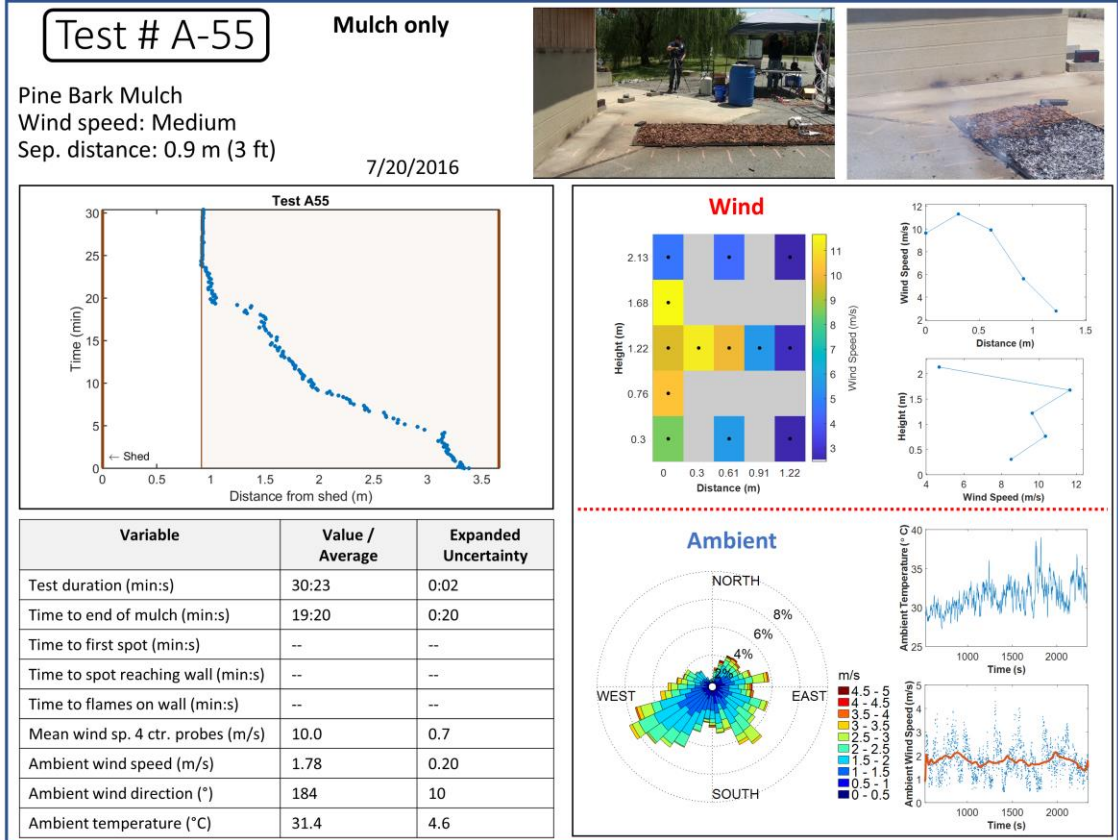 Test # A-55
Mulch only
Pine Bark Mulch
Wind speed: Medium
Sep. distance: 0.9 m (3 ft)
7/20/2016
Test A55
30
25
20
15
10
5
0
Time (min)
← Shed
0 0.5 1 1.5 2 2.5 3 3.5
Distance from shed (m)
Variable Value / Average Expanded Uncertainty
Test duration (min:s) 30:23 0:02
Time to end of mulch (min:s) 19:20 0:20
Time to first spot (min:s) -- --
Time to spot reaching wall (min:s) -- --
Time to flames on wall (min:s) -- --
Mean wind sp. 4 ctr. probes (m/s) 10.0 0.7
Ambient wind speed (m/s) 1.78 0.20
Ambient wind direction (°) 184 10
Ambient temperature (°C) 31.4 4.6
Wind
2.13
1.68
1.22
0.76
0.3
Height (m)
0 0.3 0.61 0.91 1.22
Distance (m)
11
10
9
8
7
6
5
4
3
Wind Speed (m/s)
12
10
8
6
4
2
Wind Speed (m/s)
0 0.5 1 1.5
Distance (m)
2
1.5
1
0.5
0
Height (m)
4 6 8 10 12
Wind Speed (m/s)
Ambient
NORTH
8%
6%
4%
WEST
EAST
SOUTH
m/s
4.5 - 5
4 - 4.5
3.5 - 4
3 - 3.5
2.5 - 3
2 - 2.5
1.5 - 2
1 - 1.5
0.5 - 1
0 - 0.5
40
35
30
25
Ambient Temperature (° C)
1000 1500 2000
Time (s)
5
4
3
2
1
0
Ambient Wind Speed (m/s)
1000 1500 2000
Time (s)